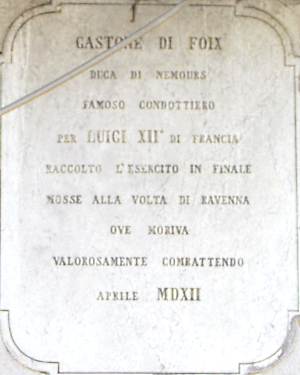 GASTONE DI FOIX
DUCA DI NEMOURS
FAMOSO CONDOTTIERO
PER LUIGI XII° DI FRANCIA
RACCOLTO L'ESERCITO IN FINALE
MOSSE ALLA VOLTA DI RAVENNA
OVE MORIVA
VALOROSAMENTE COMBATTENDO
APRILE MDXII